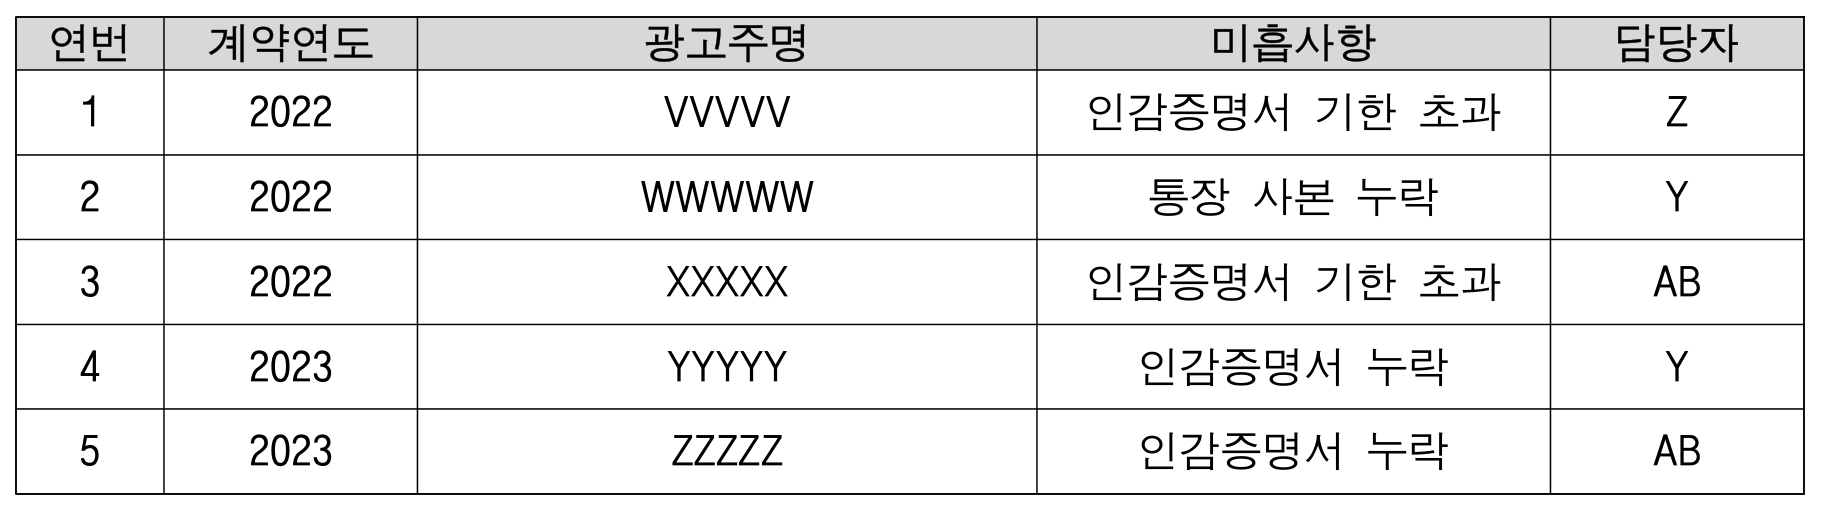 연번 계약연도 광고주명 미흡사항 담당자
1 2022 VVVVV 인감증명서 기한 초과 Z
2 2022 WWWWW 통장 사본 누락 Y
3 2022 XXXXX 인감증명서 기한 초과 AB
4 2023 YYYYY 인감증명서 누락 Y
5 2023 ZZZZZ 인감증명서 누락 AB